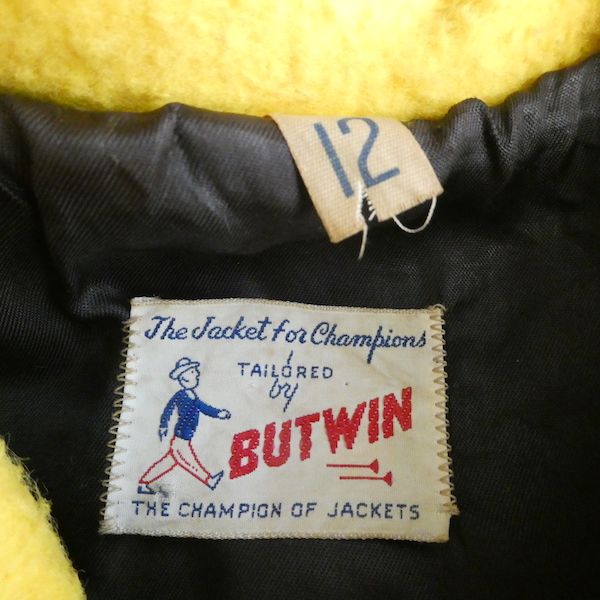 12
The Jacket for Champions
TAILORED
by
BUTWIN
THE CHAMPION OF JACKETS